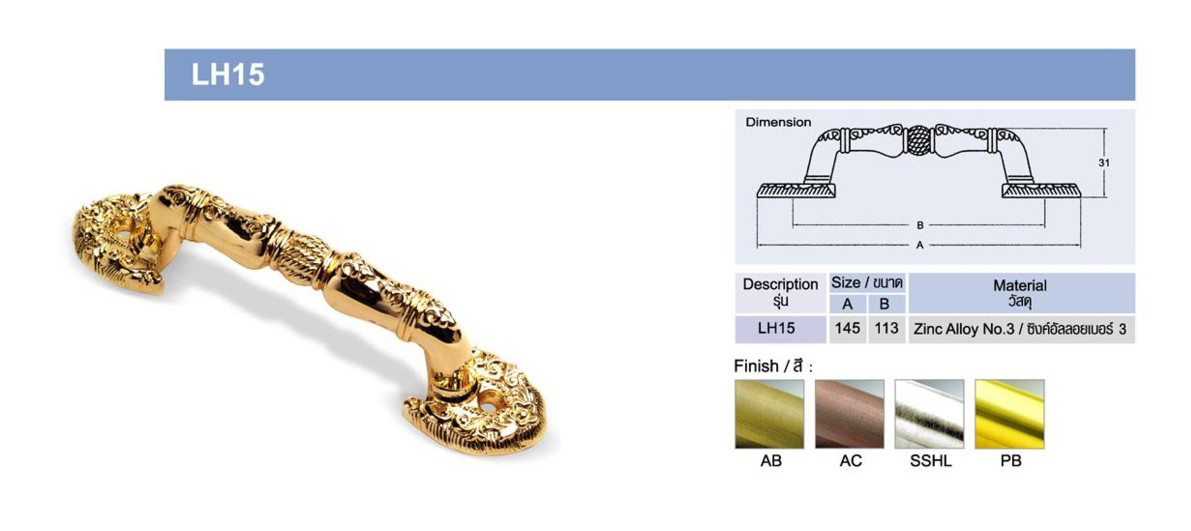 LH15
Dimension
31
B
A
Description
รุ่น
Size / ขนาด
A B
Material
วัสดุ
LH15 145 113 Zinc Alloy No.3 / ซิงค์อัลลอยเบอร์ 3
Finish / สี :
AB AC SSHL PB